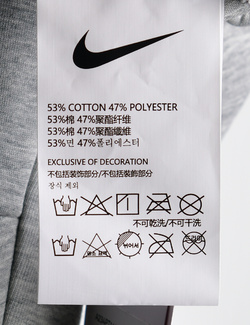 53% COTTON 47% POLYESTER
53%棉 47%聚酯纤维
53%棉 47%聚酯纖維
53%면 47%폴리에스터
EXCLUSIVE OF DECORATION
不包括装饰部分/不包括裝飾部分
장식 제외
不可乾洗/不可干洗